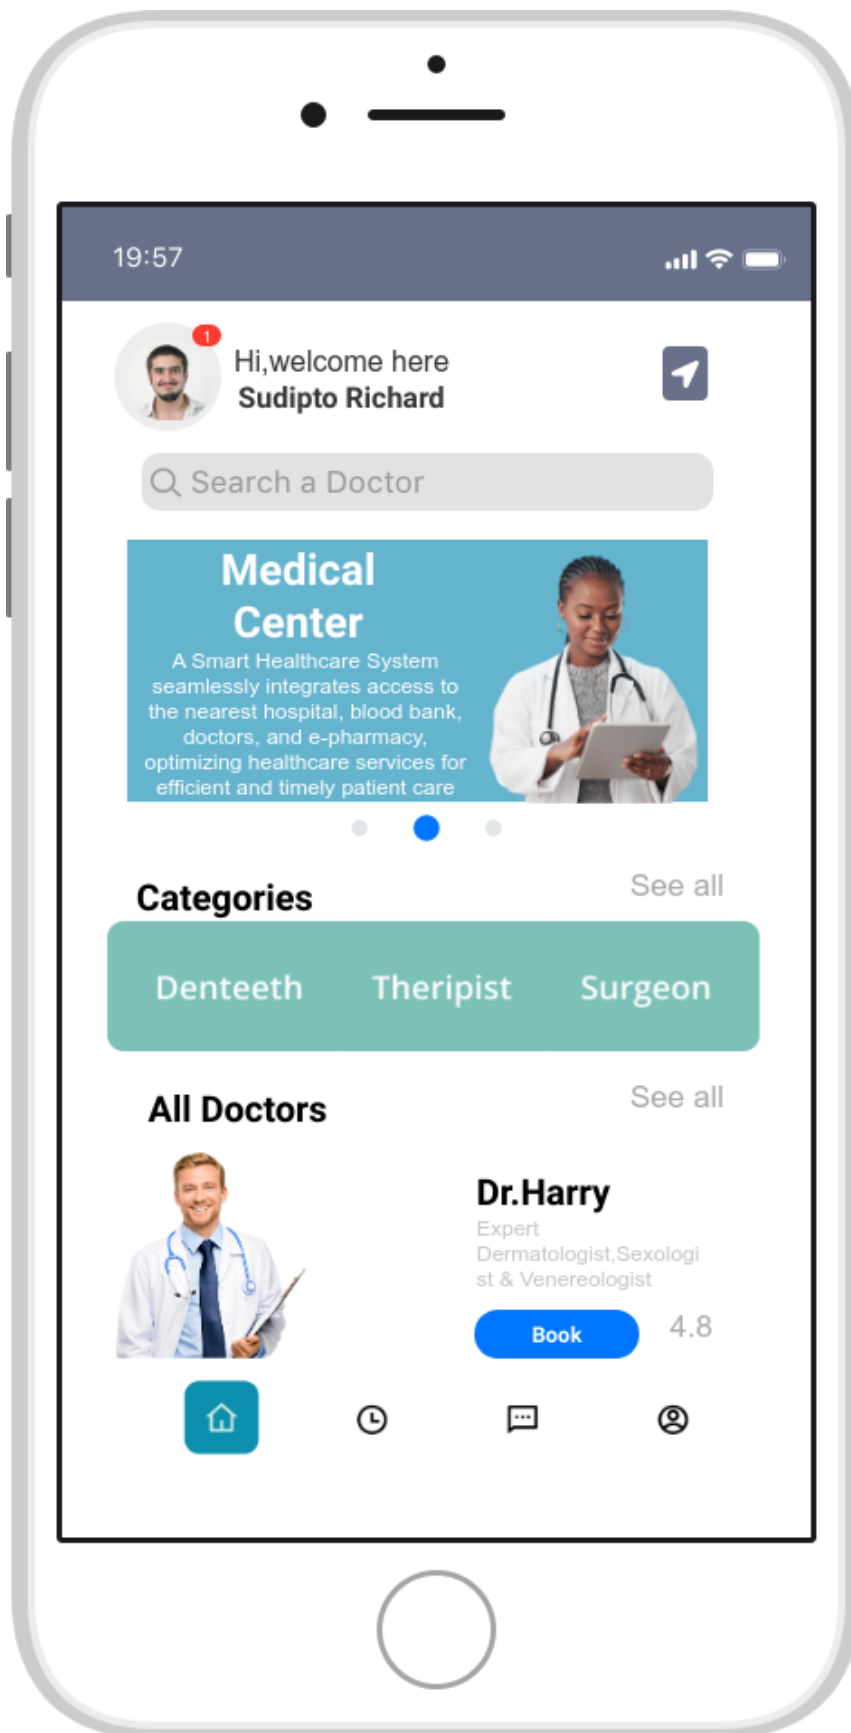 19:57
1
Hi,welcome here
Sudipto Richard
Search a Doctor
Medical
Center
A Smart Healthcare System
seamlessly integrates access to
the nearest hospital, blood bank,
doctors, and e-pharmacy,
optimizing healthcare services for
efficient and timely patient care
Categories See all
Denteeth Theripist Surgeon
All Doctors See all
Dr.Harry
Expert
Dermatologist,Sexologi
st & Venereologist
Book 4.8